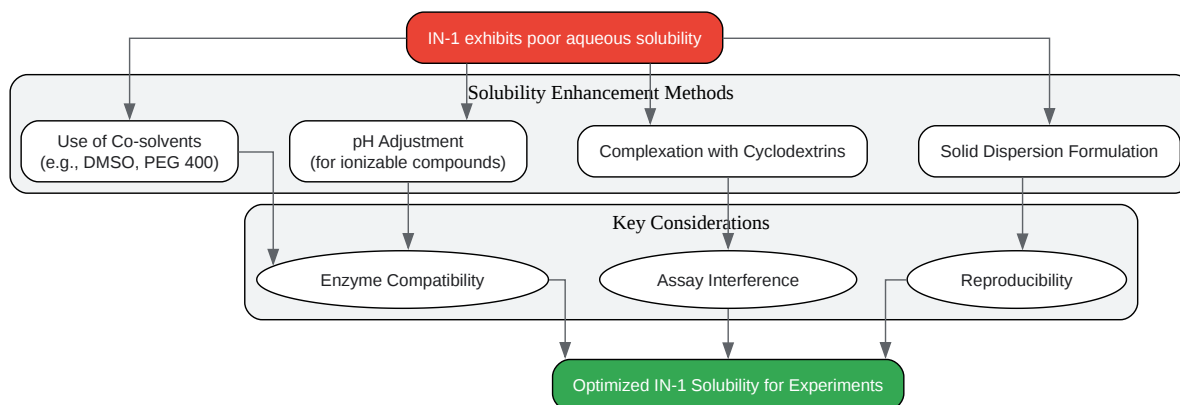 IN-1 exhibits poor aqueous solubility
Solubility Enhancement Methods
Use of Co-solvents
(e.g., DMSO, PEG 400)
pH Adjustment
(for ionizable compounds)
Complexation with Cyclodextrins
Solid Dispersion Formulation
Key Considerations
Enzyme Compatibility
Assay Interference
Reproducibility
Optimized IN-1 Solubility for Experiments